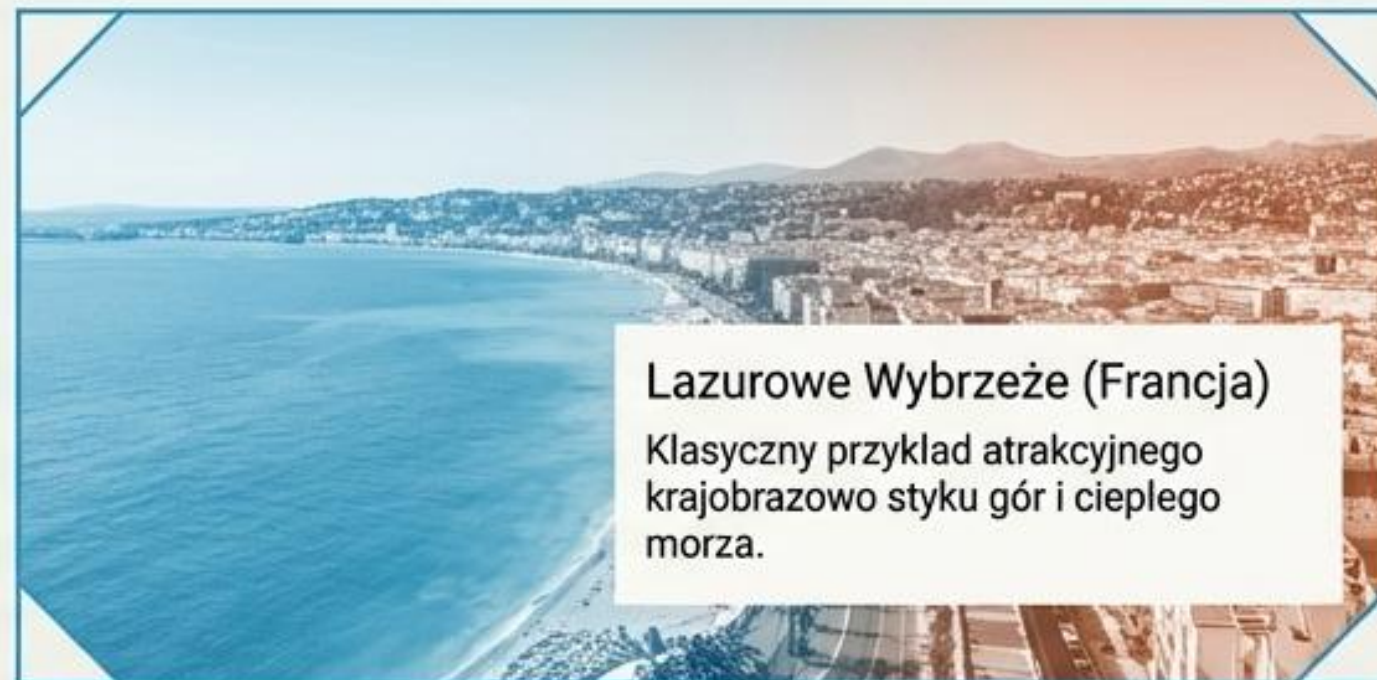 Lazurowe Wybrzeże (Francja)
Klasyczny przyklad atrakcyjnego
krajobrazowo styku gór i cieplego
morza.